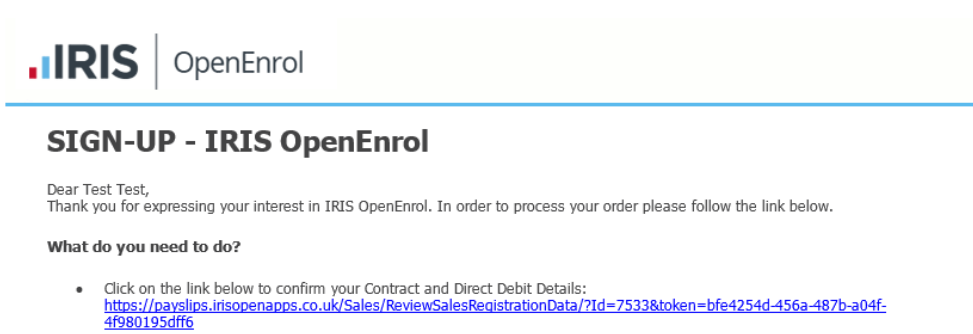 IRIS OpenEnrol
SIGN-UP - IRIS OpenEnrol
Dear Test Test,
Thank you for expressing your interest in IRIS OpenEnrol. In order to process your order please follow the link below.
What do you need to do?
• Click on the link below to confirm your Contract and Direct Debit Details:
https://payslips.irisopenapps.co.uk/Sales/ReviewSalesRegistrationData/?Id=7533&token=bfe4254d-456a-487b-a04f-
4f980195dff6